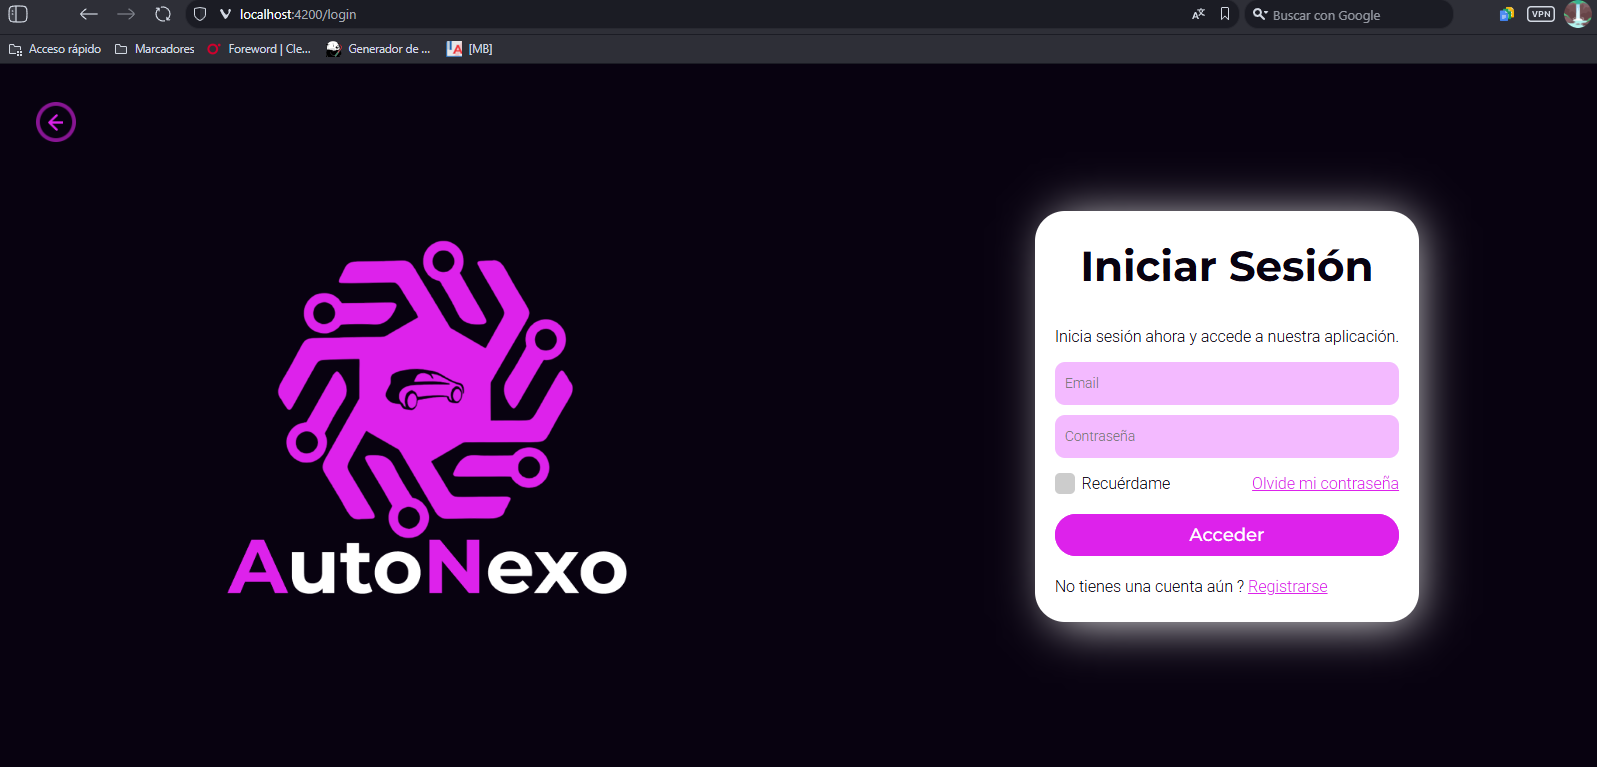 localhost:4200/login
Buscar con Google
VPN
Acceso rápido
Marcadores
Foreword | Cle...
Generador de ...
[MB]
AutoNexo
Iniciar Sesión
Inicia sesión ahora y accede a nuestra aplicación.
Email
Contraseña
Recuérdame
Olvide mi contraseña
Acceder
No tienes una cuenta aún ? Registrarse